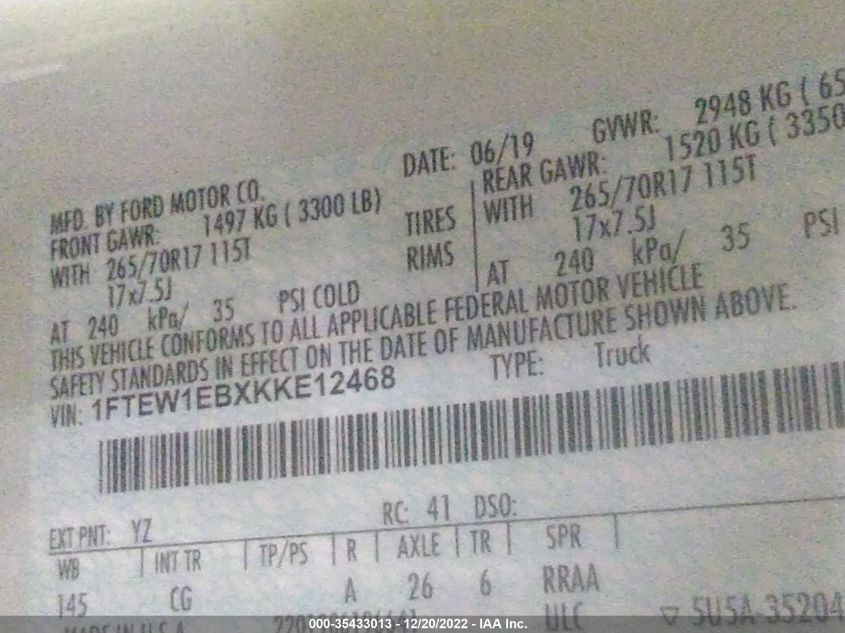 DATE: 06/19 GVWR: 2948 KG ( 65
MFD. BY FORD MOTOR CO. REAR GAWR: 1520 KG ( 3350
FRONT GAWR: 1497 KG ( 3300 LB) TIRES WITH 265/70R17 115T
WITH 265/70R17 115T RIMS 17x7.5J
17x7.5J AT 240 kPa/ 35 PSI
AT 240 kPa/ 35 PSI COLD
THIS VEHICLE CONFORMS TO ALL APPLICABLE FEDERAL MOTOR VEHICLE
SAFETY STANDARDS IN EFFECT ON THE DATE OF MANUFACTURE SHOWN ABOVE.
VIN: 1FTEW1EBXKKE12468 TYPE: Truck
EXT PNT: YZ RC: 41 DSO:
WB | INT TR | TP/PS | R | AXLE | TR | SPR |
145 CG A 26 6 RRAA
MADE IN U.S.A. ULC ▽ 5U5A-35204
000-35433013 - 12/20/2022 - IAA Inc.